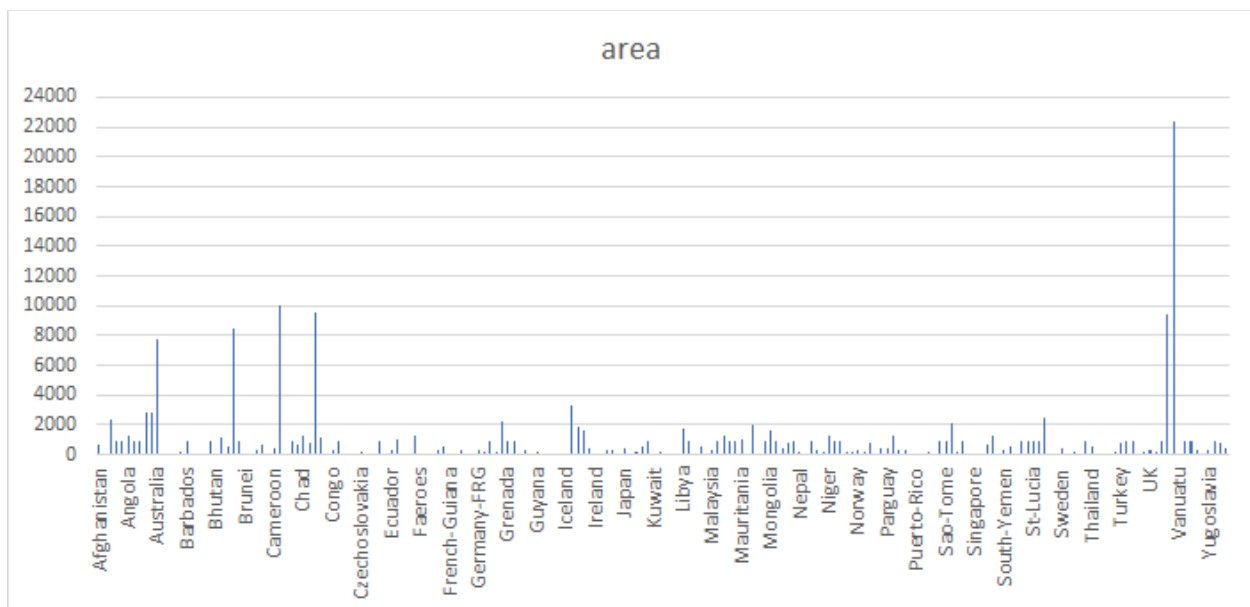 area
24000
22000
20000
18000
16000
14000
12000
10000
8000
6000
4000
2000
0
Afghanistan
Angola
Australia
Barbados
Bhutan
Brunei
Cameroon
Chad
Congo
Czechoslovakia
Ecuador
Faeroes
French-Guiana
Germany-FRG
Grenada
Guyana
Iceland
Ireland
Japan
Kuwait
Libya
Malaysia
Mauritania
Mongolia
Nepal
Niger
Norway
Parguay
Puerto-Rico
Sao-Tome
Singapore
South-Yemen
St-Lucia
Sweden
Thailand
Turkey
UK
Vanuatu
Yugoslavia